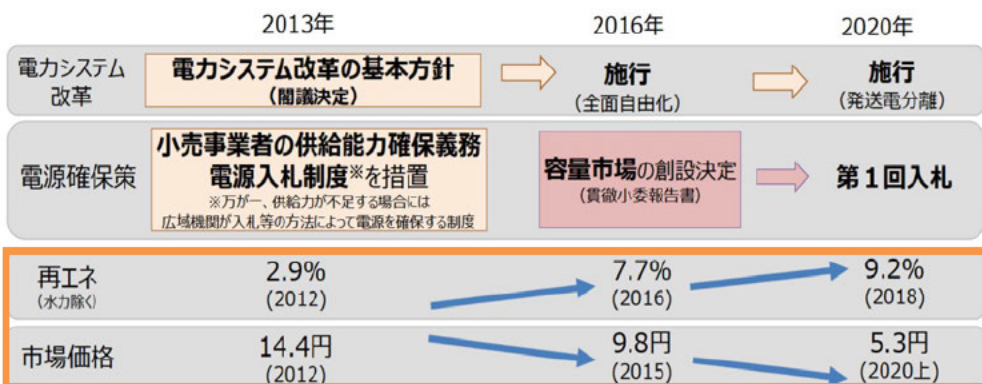 2013年 2016年 2020年
電力システム
改革
電力システム改革の基本方針
(閣議決定)
施行
(全面自由化)
施行
(発送電分離)
電源確保策
小売事業者の供給能力確保義務
電源入札制度※を措置
※万が一、供給力が不足する場合には
広域機関が入札等の方法によって電源を確保する制度
容量市場の創設決定
(貫徹小委報告書)
第1回入札
再エネ
(水力除く)
2.9%
(2012)
7.7%
(2016)
9.2%
(2018)
市場価格
14.4円
(2012)
9.8円
(2015)
5.3円
(2020上)